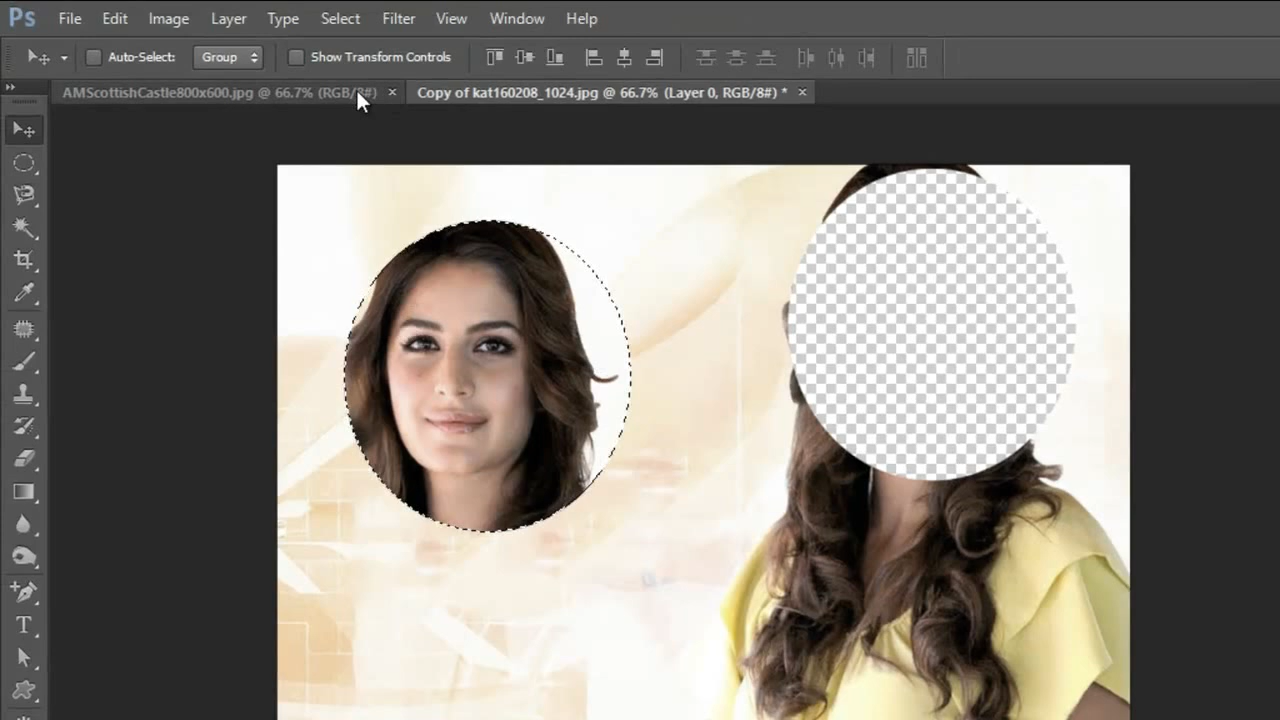 Ps File Edit Image Layer Type Select Filter View Window Help
Auto-Select: Group Show Transform Controls
AMScottishCastle800x600.jpg @ 66.7% (RGB/8#) × Copy of kat160208_1024.jpg @ 66.7% (Layer 0, RGB/8#) * ×
T